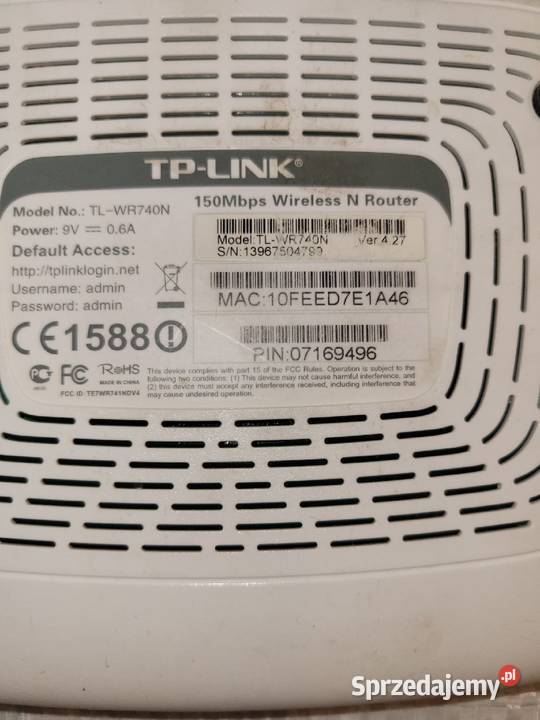 TP-LINK®
150Mbps Wireless N Router
Model No.: TL-WR740N
Power: 9V 0.6A
Default Access:
http://tplinklogin.net
Username: admin
Password: admin
Model:TL-WR740N Ver 4.27
S/N:13967504799
MAC:10FEED7E1A46
PIN:07169496
CE1588
FC RoHS
MADE IN CHINA
FCC ID: TE7WR741NDV4
This device complies with part 15 of the FCC Rules. Operation is subject to the
following two conditions: (1) This device may not cause harmful interference, and
(2) this device must accept any interference received, including interference that
may cause undesired operation.
Sprzedajemy.pl